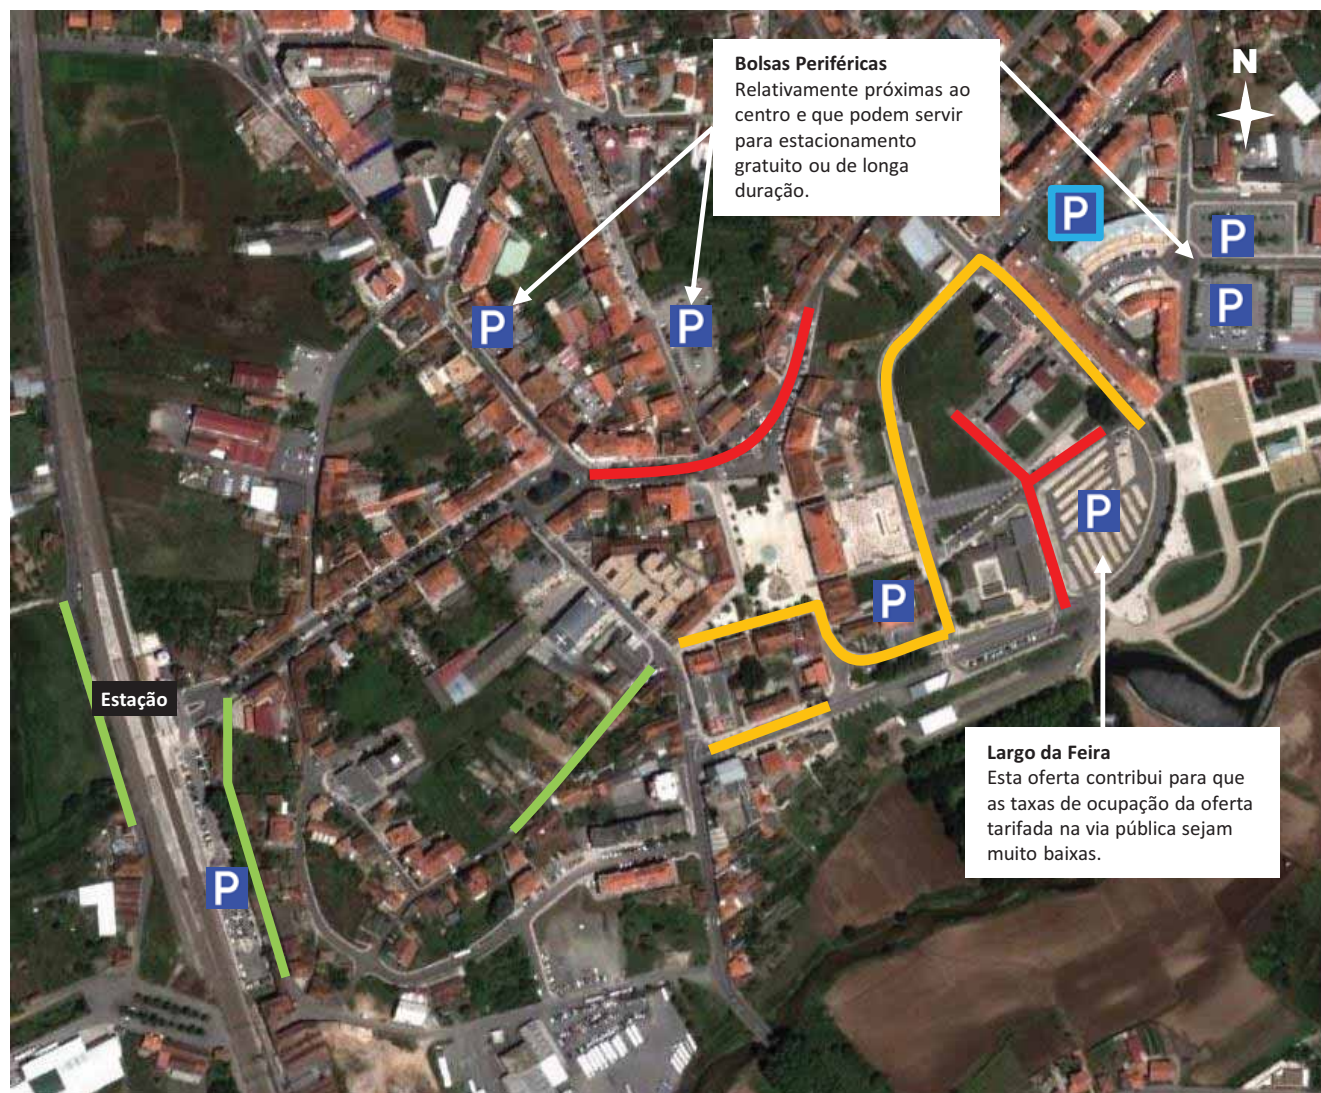 Bolsas Periféricas
Relativamente próximas ao
centro e que podem servir
para estacionamento
gratuito ou de longa
duração.
N
P
P
P
P
P
P
P
Estação
Largo da Feira
Esta oferta contribui para que
as taxas de ocupação da oferta
tarifada na via pública sejam
muito baixas.
P